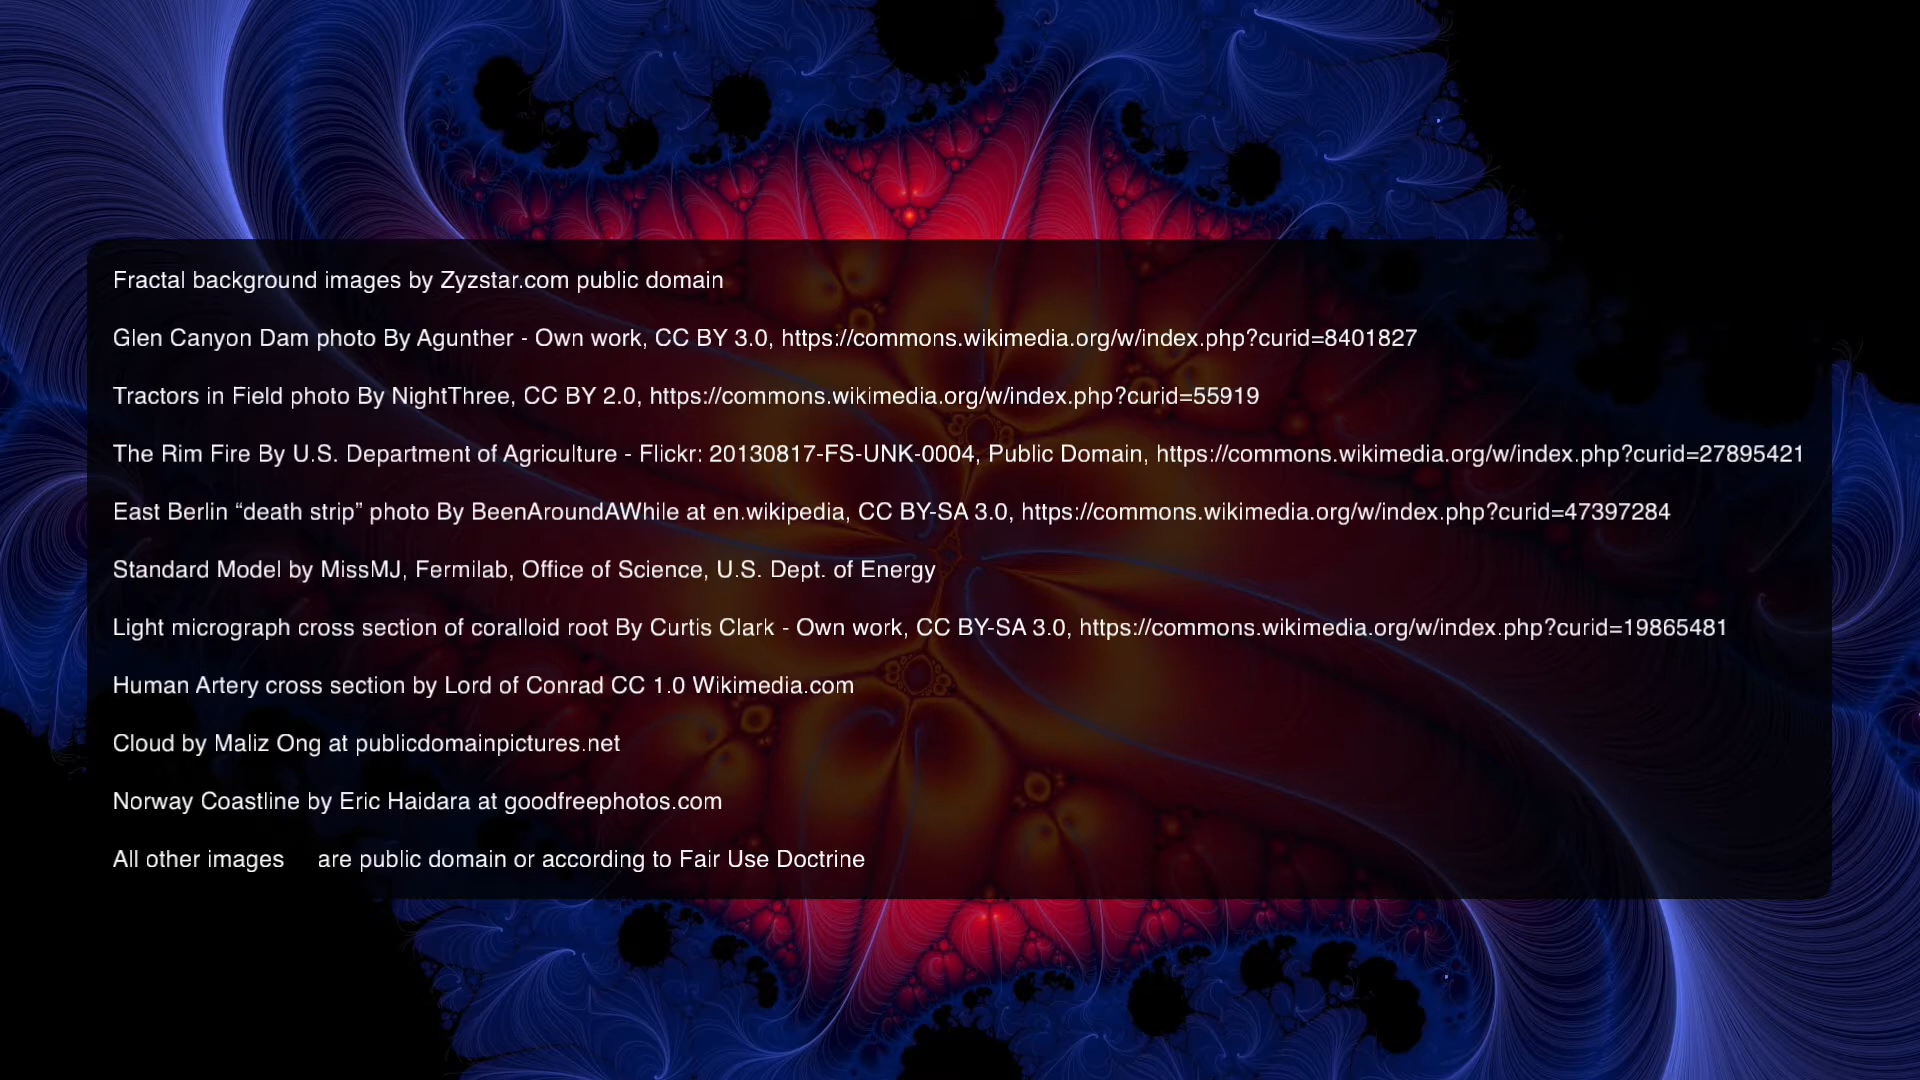 Fractal background images by Zyzstar.com public domain
Glen Canyon Dam photo By Agunther - Own work, CC BY 3.0, https://commons.wikimedia.org/w/index.php?curid=8401827
Tractors in Field photo By NightThree, CC BY 2.0, https://commons.wikimedia.org/w/index.php?curid=55919
The Rim Fire By U.S. Department of Agriculture - Flickr: 20130817-FS-UNK-0004, Public Domain, https://commons.wikimedia.org/w/index.php?curid=27895421
East Berlin “death strip” photo By BeenAroundAWhile at en.wikipedia, CC BY-SA 3.0, https://commons.wikimedia.org/w/index.php?curid=47397284
Standard Model by MissMJ, Fermilab, Office of Science, U.S. Dept. of Energy
Light micrograph cross section of coralloid root By Curtis Clark - Own work, CC BY-SA 3.0, https://commons.wikimedia.org/w/index.php?curid=19865481
Human Artery cross section by Lord of Conrad CC 1.0 Wikimedia.com
Cloud by Maliz Ong at publicdomainpictures.net
Norway Coastline by Eric Haidara at goodfreephotos.com
All other images are public domain or according to Fair Use Doctrine